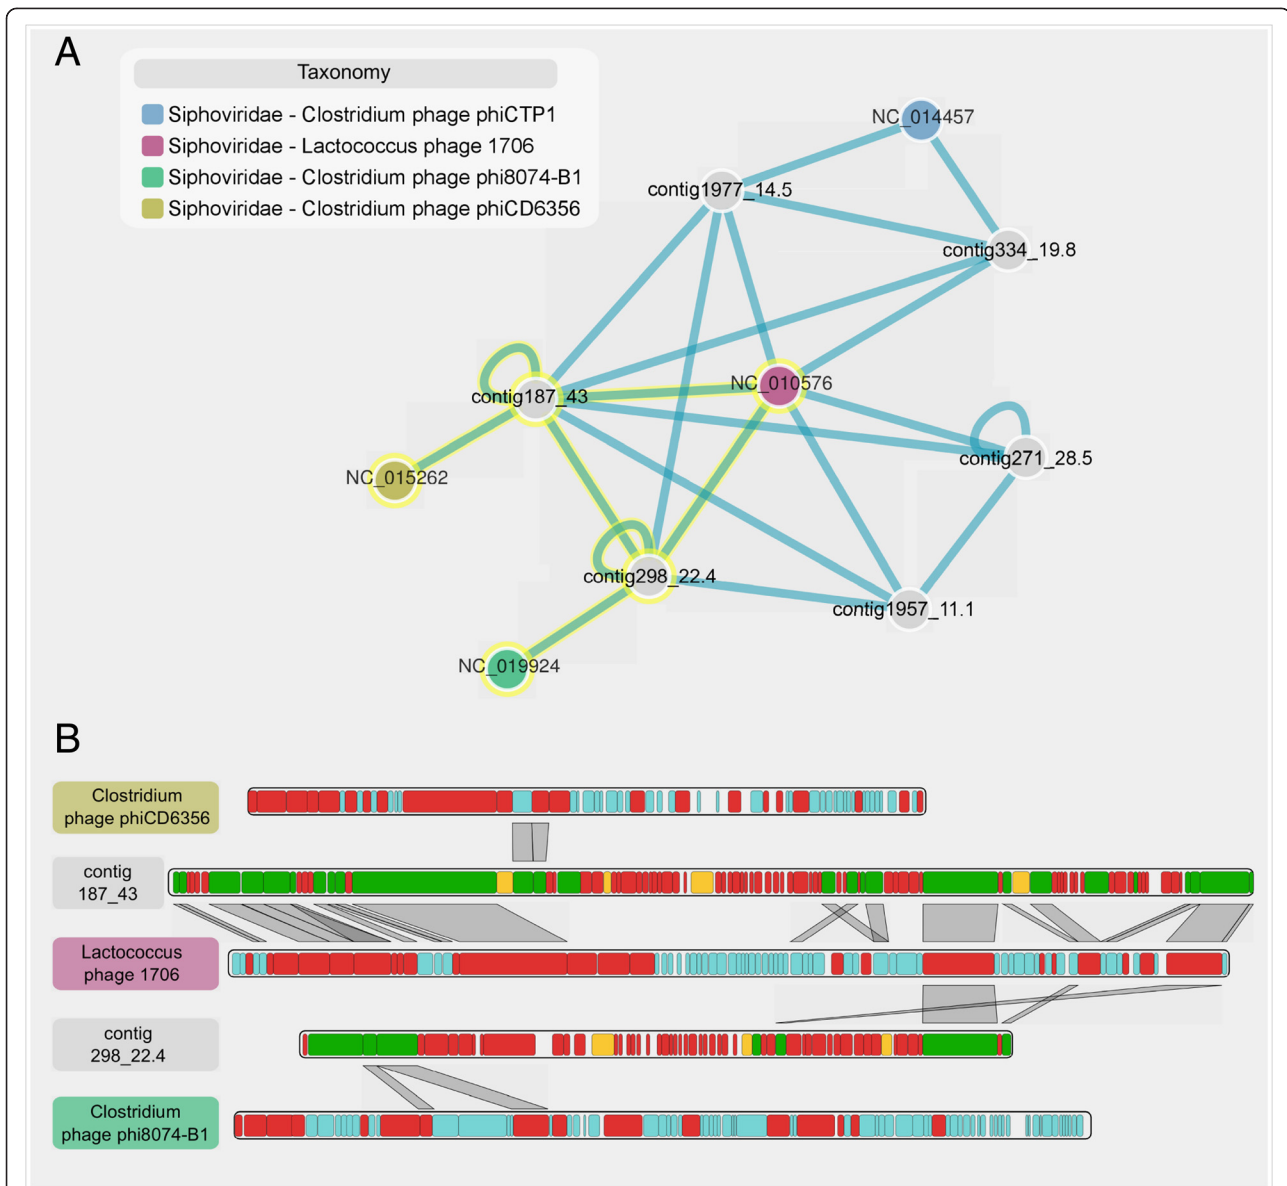 A
Taxonomy
Siphoviridae - Clostridium phage phiCTP1
Siphoviridae - Lactococcus phage 1706
Siphoviridae - Clostridium phage phi8074-B1
Siphoviridae - Clostridium phage phiCD6356
NC_014457
contig1977_14.5
contig334_19.8
NC_010576
contig187_43
contig271_28.5
NC_015262
contig298_22.4
contig1957_11.1
NC_019924
B
Clostridium
phage phiCD6356
contig
187_43
Lactococcus
phage 1706
contig
298_22.4
Clostridium
phage phi8074-B1